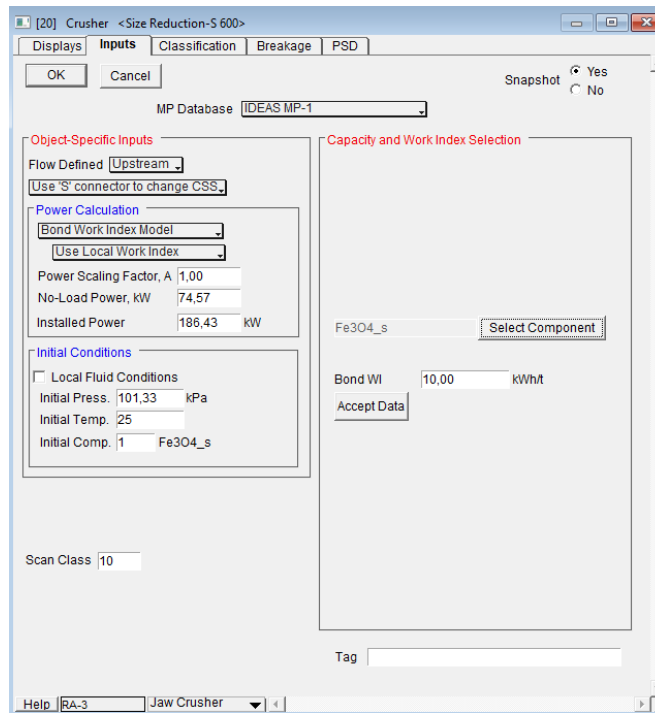 [20] Crusher <Size Reduction-S 600>
Displays Inputs Classification Breakage PSD
OK Cancel
Snapshot Yes
No
MP Database IDEAS MP-1
Object-Specific Inputs
Flow Defined Upstream
Use 'S' connector to change CSS
Power Calculation
Bond Work Index Model
Use Local Work Index
Power Scaling Factor, A 1,00
No-Load Power, kW 74,57
Installed Power 186,43 kW
Initial Conditions
Local Fluid Conditions
Initial Press. 101,33 kPa
Initial Temp. 25
Initial Comp. 1 Fe3O4_s
Scan Class 10
Capacity and Work Index Selection
Fe3O4_s Select Component
Bond WI 10,00 kWh/t
Accept Data
Tag
Help RA-3 Jaw Crusher